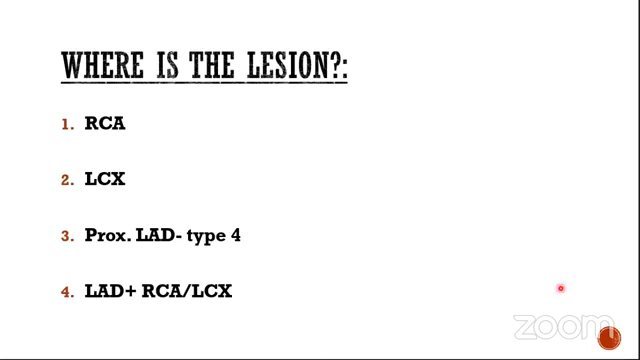 WHERE IS THE LESION?:
1. RCA
2. LCX
3. Prox. LAD- type 4
4. LAD+ RCA/LCX
zoom